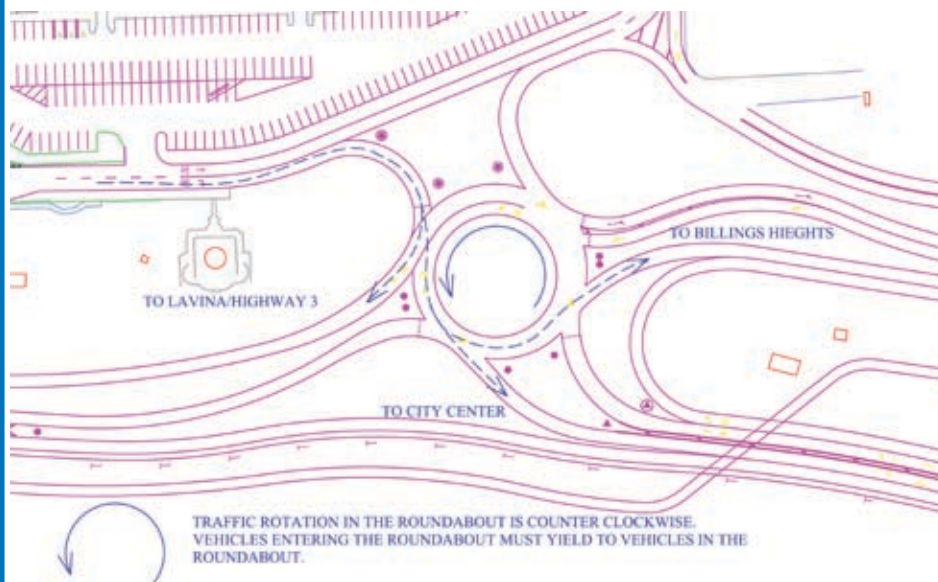 TO BILLINGS HIEGHTS
TO LAVINA/HIGHWAY 3
TO CITY CENTER
TRAFFIC ROTATION IN THE ROUNDABOUT IS COUNTER CLOCKWISE.
VEHICLES ENTERING THE ROUNDABOUT MUST YIELD TO VEHICLES IN THE
ROUNDABOUT.